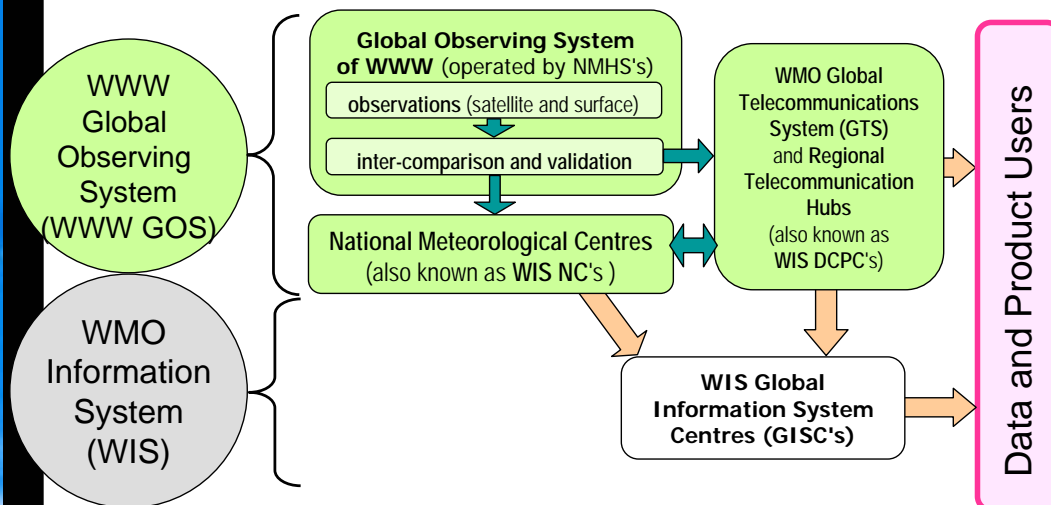 WWW
Global
Observing
System
(WWW GOS)
WMO
Information
System
(WIS)
Global Observing System
of WWW (operated by NMHS's)
observations (satellite and surface)
inter-comparison and validation
National Meteorological Centres
(also known as WIS NC's )
WMO Global
Telecommunications
System (GTS)
and Regional
Telecommunication
Hubs
(also known as
WIS DCPC's)
WIS Global
Information System
Centres (GISC's)
Data and Product Users